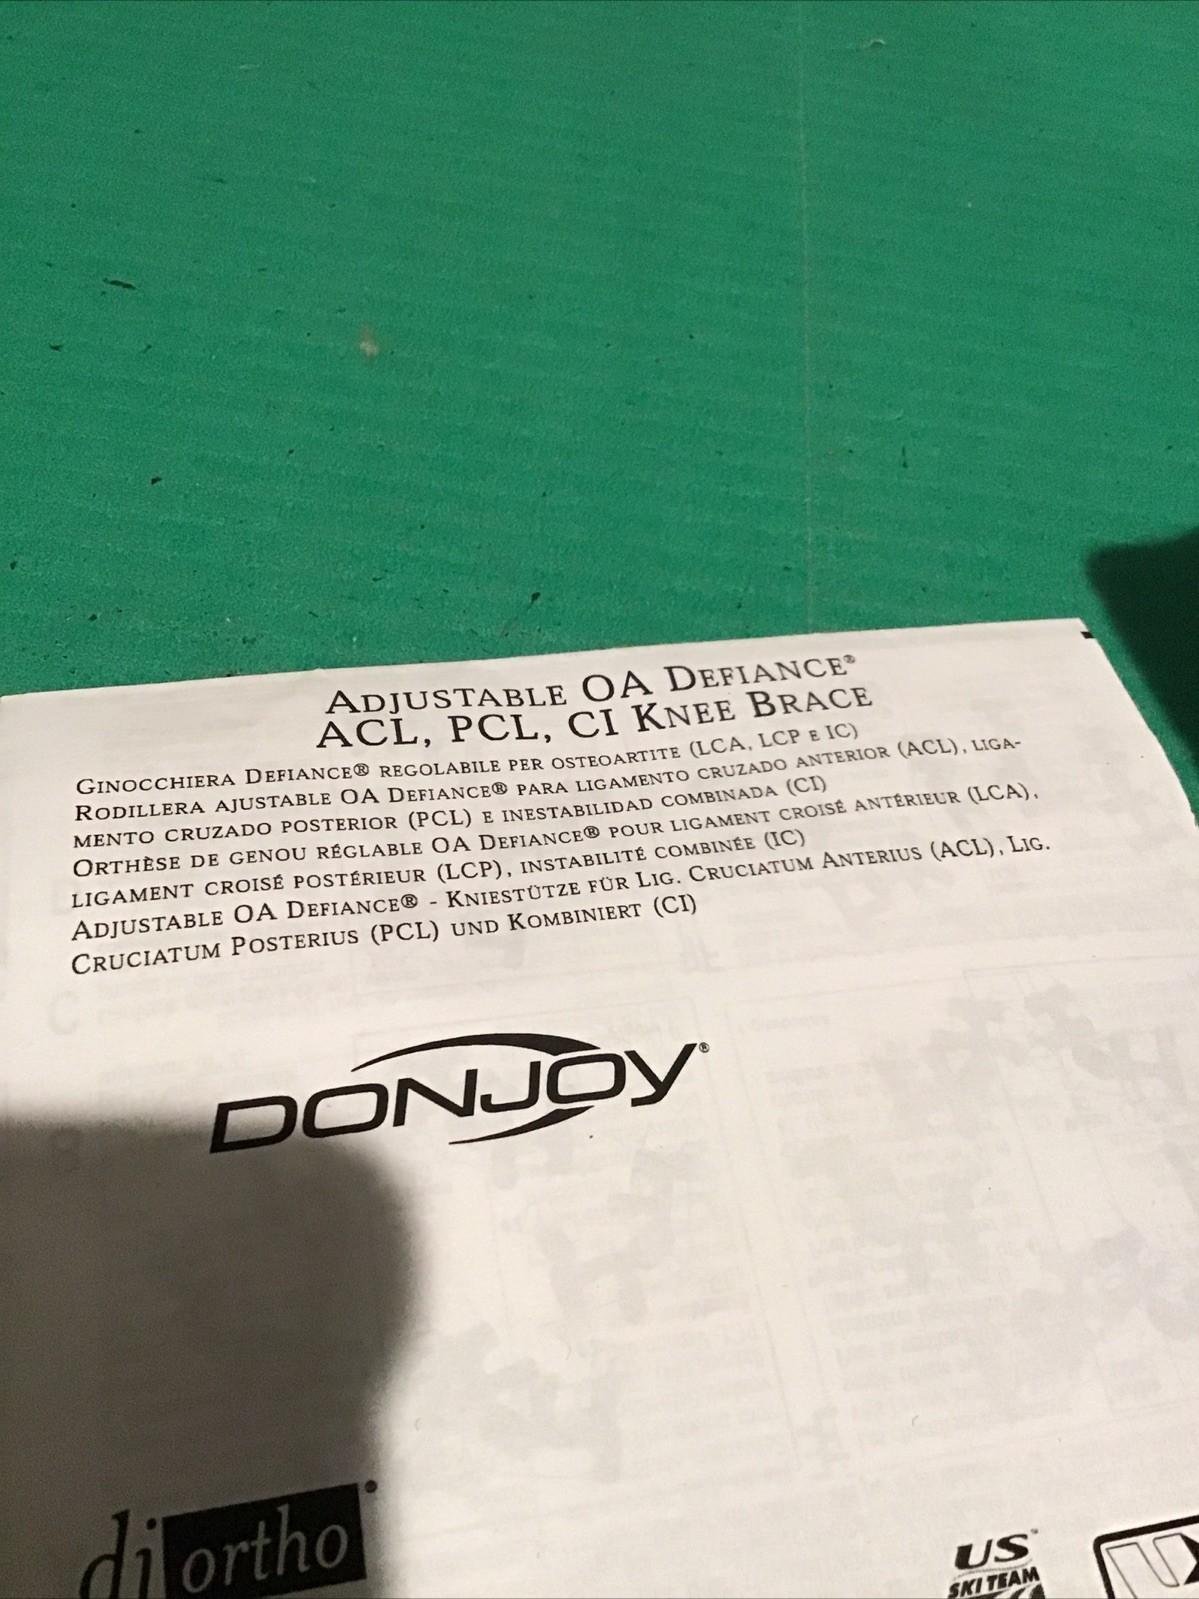 ADJUSTABLE OA DEFIANCE®
ACL, PCL, CI KNEE BRACE
GINOCCHIERA DEFIANCE® REGOLABILE PER OSTEOARTITE (LCA, LCP E IC)
RODILLERA AJUSTABLE OA DEFIANCE® PARA LIGAMENTO CRUZADO ANTERIOR (ACL), LIGA-
MENTO CRUZADO POSTERIOR (PCL) E INESTABILIDAD COMBINADA (CI)
ORTHÈSE DE GENOU RÉGLABLE OA DEFIANCE® POUR LIGAMENT CROISÉ ANTÉRIEUR (LCA),
LIGAMENT CROISÉ POSTÉRIEUR (LCP), INSTABILITÉ COMBINÉE (IC)
ADJUSTABLE OA DEFIANCE® - KNIESTÜTZE FÜR LIG. CRUCIATUM ANTERIUS (ACL), LIG.
CRUCIATUM POSTERIUS (PCL) UND KOMBINIERT (CI)
DONJOY®
dj ortho
US™
SKI TEAM